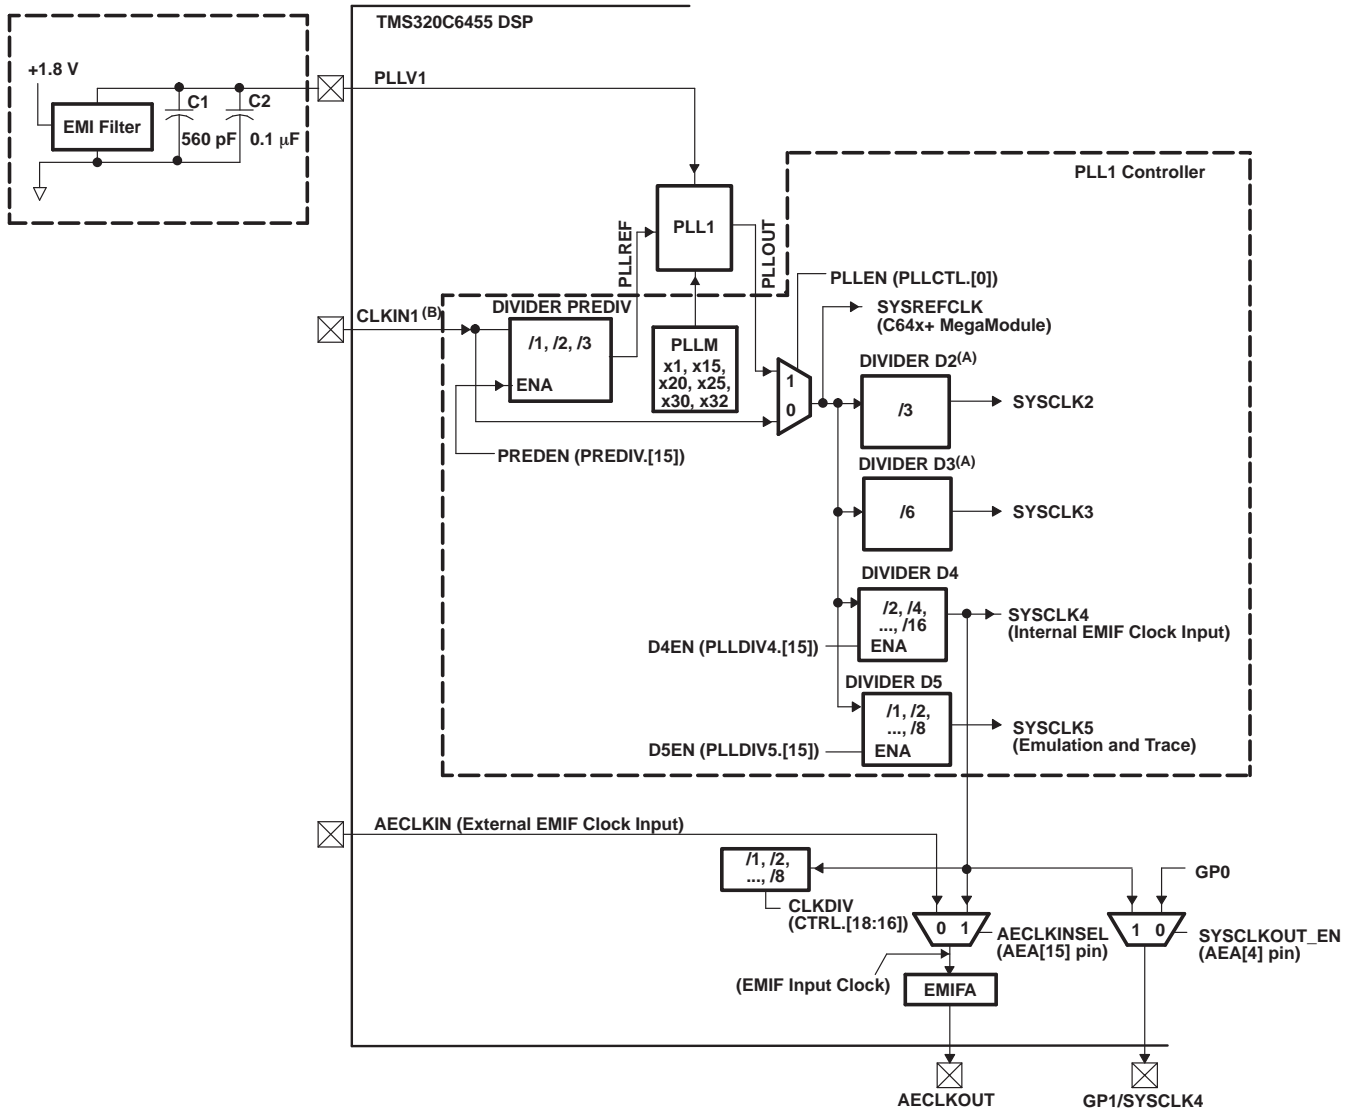 TMS320C6455 DSP
+1.8 V
PLLV1
C1
C2
EMI Filter
560 pF
0.1 μF
PLL1 Controller
PLLREF
PLL1
PLLOUT
PLLEN (PLLCTL.[0])
CLKIN1 (B)
DIVIDER PREDIV
SYSREFCLK
(C64x+ MegaModule)
/1, /2, /3
ENA
PLLM
x1, x15,
x20, x25,
x30, x32
1
0
DIVIDER D2(A)
/3
SYSCLK2
PREDEN (PREDIV.[15])
DIVIDER D3(A)
/6
SYSCLK3
DIVIDER D4
/2, /4,
..., /16
ENA
SYSCLK4
(Internal EMIF Clock Input)
D4EN (PLLDIV4.[15])
DIVIDER D5
/1, /2,
..., /8
ENA
SYSCLK5
(Emulation and Trace)
D5EN (PLLDIV5.[15])
AECLKIN (External EMIF Clock Input)
/1, /2,
..., /8
GP0
CLKDIV
(CTRL.[18:16])
0 1
AECLKINSEL
(AEA[15] pin)
1 0
SYSCLKOUT_EN
(AEA[4] pin)
(EMIF Input Clock)
EMIFA
AECLKOUT
GP1/SYSCLK4